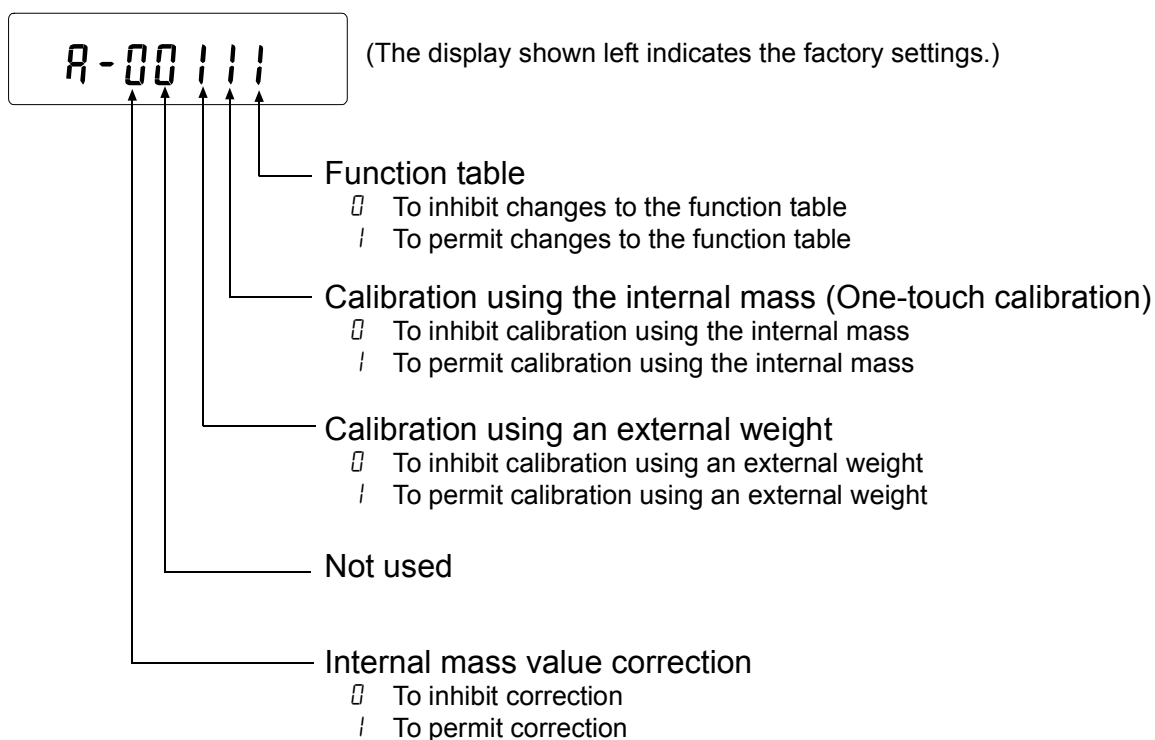 A-00111
(The display shown left indicates the factory settings.)
Function table
0 To inhibit changes to the function table
1 To permit changes to the function table
Calibration using the internal mass (One-touch calibration)
0 To inhibit calibration using the internal mass
1 To permit calibration using the internal mass
Calibration using an external weight
0 To inhibit calibration using an external weight
1 To permit calibration using an external weight
Not used
Internal mass value correction
0 To inhibit correction
1 To permit correction